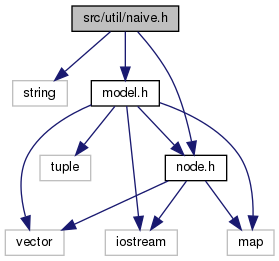 src/util/naive.h
string
model.h
tuple
node.h
vector
iostream
map